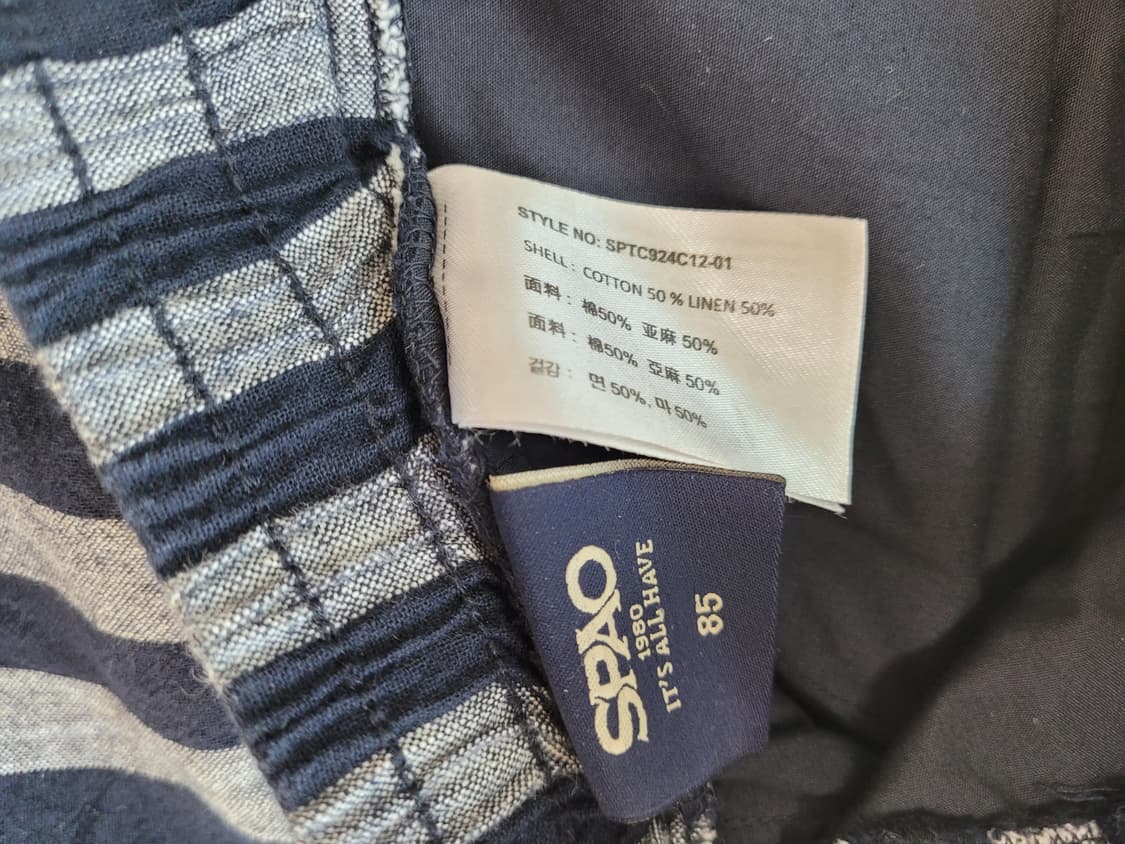 STYLE NO: SPTC924C12-01
SHELL : COTTON 50 % LINEN 50%
面料 : 棉50% 亚麻 50%
面料 : 棉50% 亞麻 50%
겉감 : 면 50%, 마 50%
SPAO
1980
IT'S ALL HAVE
85